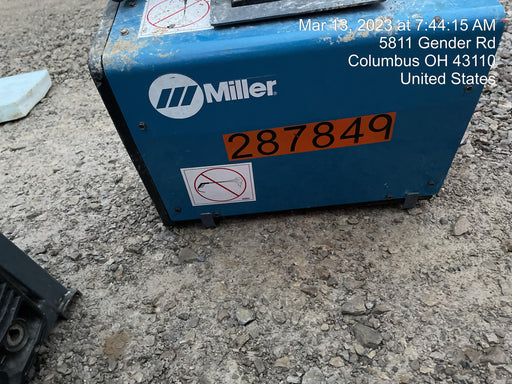 Mar 13, 2023 at 7:44:15 AM
5811 Gender Rd
Columbus OH 43110
United States
Miller
287849